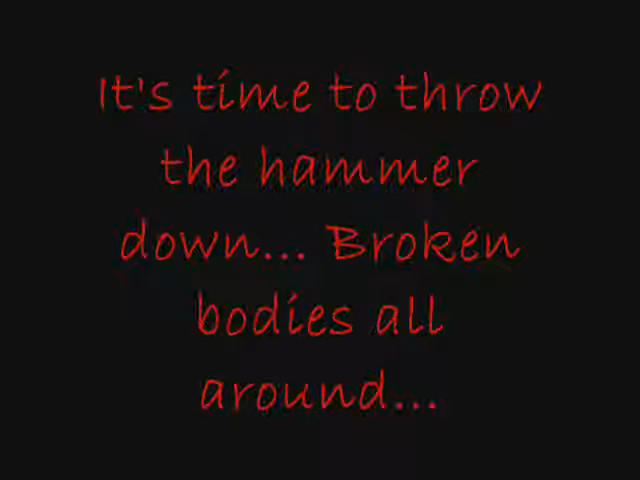 It's time to throw
the hammer
down... Broken
bodies all
around...